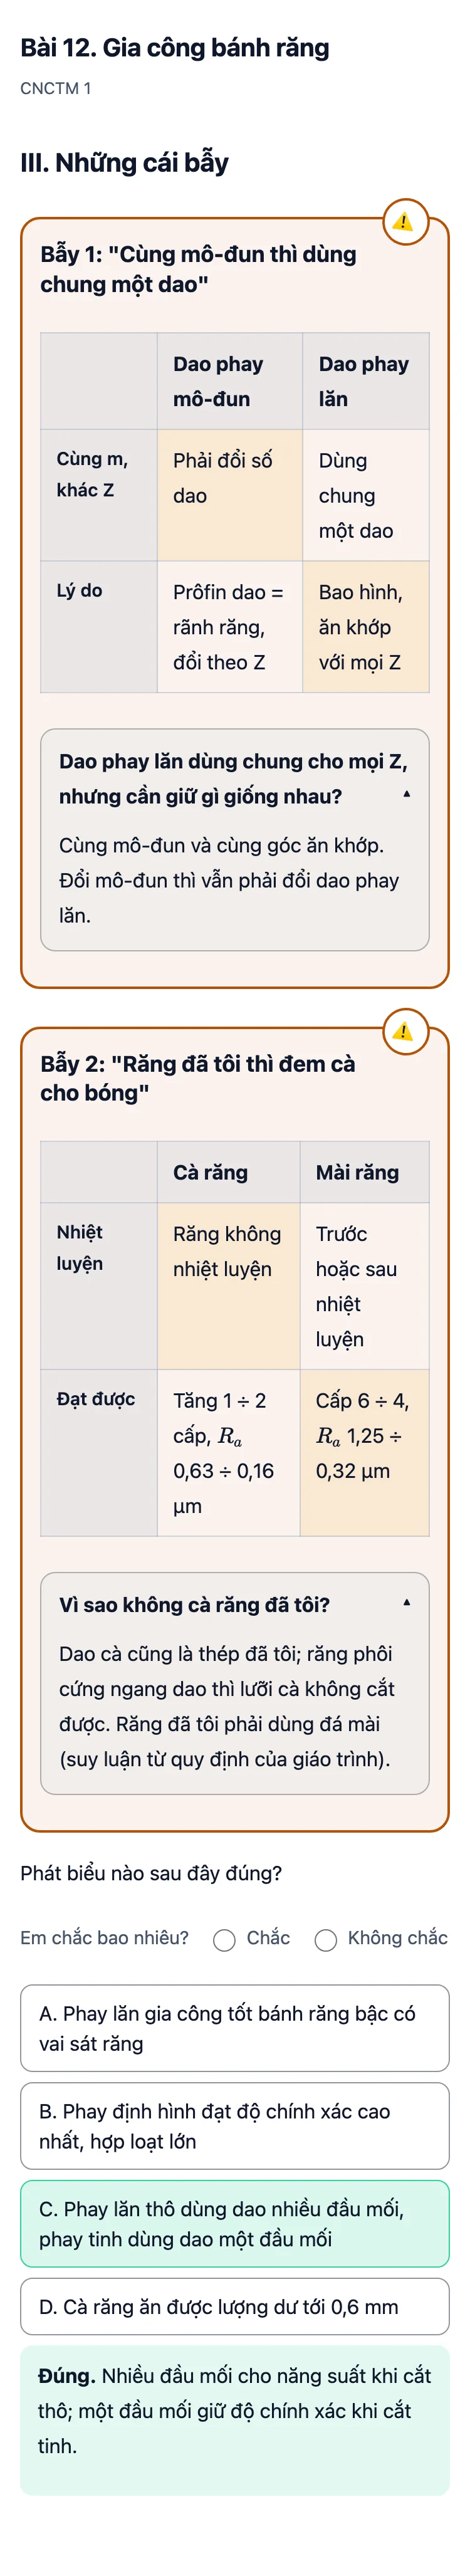 Bài 12. Gia công bánh răng
CNCTM 1
III. Những cái bẫy
Bẫy 1: "Cùng mô-đun thì dùng
chung một dao"
Dao phay
mô-đun
Dao phay
lăn
Cùng m,
khác Z
Phải đổi số
dao
Dùng
chung
một dao
Lý do
Prôfin dao =
rãnh răng,
đổi theo Z
Bao hình,
ăn khớp
với mọi Z
Dao phay lăn dùng chung cho mọi Z,
nhưng cần giữ gì giống nhau?
Cùng mô-đun và cùng góc ăn khớp.
Đổi mô-đun thì vẫn phải đổi dao phay
lăn.
Bẫy 2: "Răng đã tôi thì đem cà
cho bóng"
Cà răng
Mài răng
Nhiệt
luyện
Răng không
nhiệt luyện
Trước
hoặc sau
nhiệt
luyện
Đạt được
Tăng 1 ÷ 2
cấp, Rₐ
0,63 ÷ 0,16
µm
Cấp 6 ÷ 4,
Rₐ 1,25 ÷
0,32 µm
Vì sao không cà răng đã tôi?
Dao cà cũng là thép đã tôi; răng phôi
cứng ngang dao thì lưỡi cà không cắt
được. Răng đã tôi phải dùng đá mài
(suy luận từ quy định của giáo trình).
Phát biểu nào sau đây đúng?
Em chắc bao nhiêu? Chắc Không chắc
A. Phay lăn gia công tốt bánh răng bậc có
vai sát răng
B. Phay định hình đạt độ chính xác cao
nhất, hợp loạt lớn
C. Phay lăn thô dùng dao nhiều đầu mối,
phay tinh dùng dao một đầu mối
D. Cà răng ăn được lượng dư tới 0,6 mm
Đúng. Nhiều đầu mối cho năng suất khi cắt
thô; một đầu mối giữ độ chính xác khi cắt
tinh.